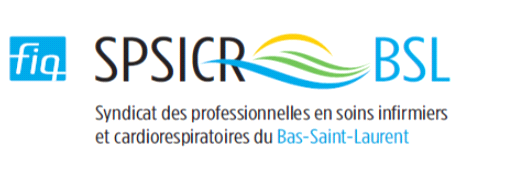 fiq SPSICR BSL
Syndicat des professionnelles en soins infirmiers
et cardiorespiratoires du Bas-Saint-Laurent